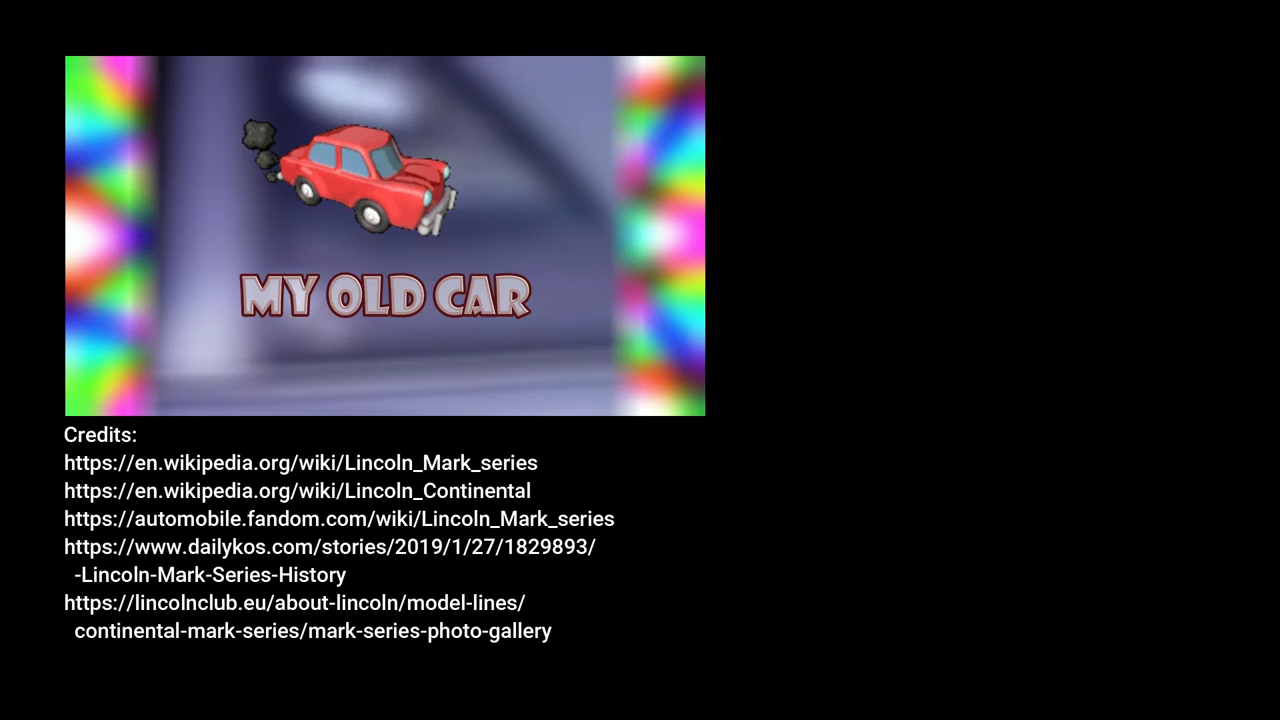 MY OLD CAR
Credits:
https://en.wikipedia.org/wiki/Lincoln_Mark_series
https://en.wikipedia.org/wiki/Lincoln_Continental
https://automobile.fandom.com/wiki/Lincoln_Mark_series
https://www.dailykos.com/stories/2019/1/27/1829893/
-Lincoln-Mark-Series-History
https://lincolnclub.eu/about-lincoln/model-lines/
continental-mark-series/mark-series-photo-gallery